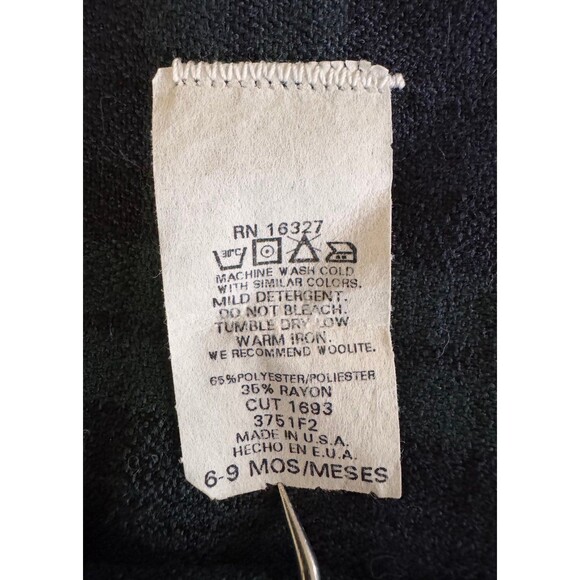 RN 16327
30°C
MACHINE WASH COLD
WITH SIMILAR COLORS.
MILD DETERGENT.
DO NOT BLEACH.
TUMBLE DRY LOW
WARM IRON.
WE RECOMMEND WOOLITE.
65%POLYESTER/POLIESTER
35% RAYON
CUT 1693
3751F2
MADE IN U.S.A.
HECHO EN E.U.A.
6-9 MOS/MESES